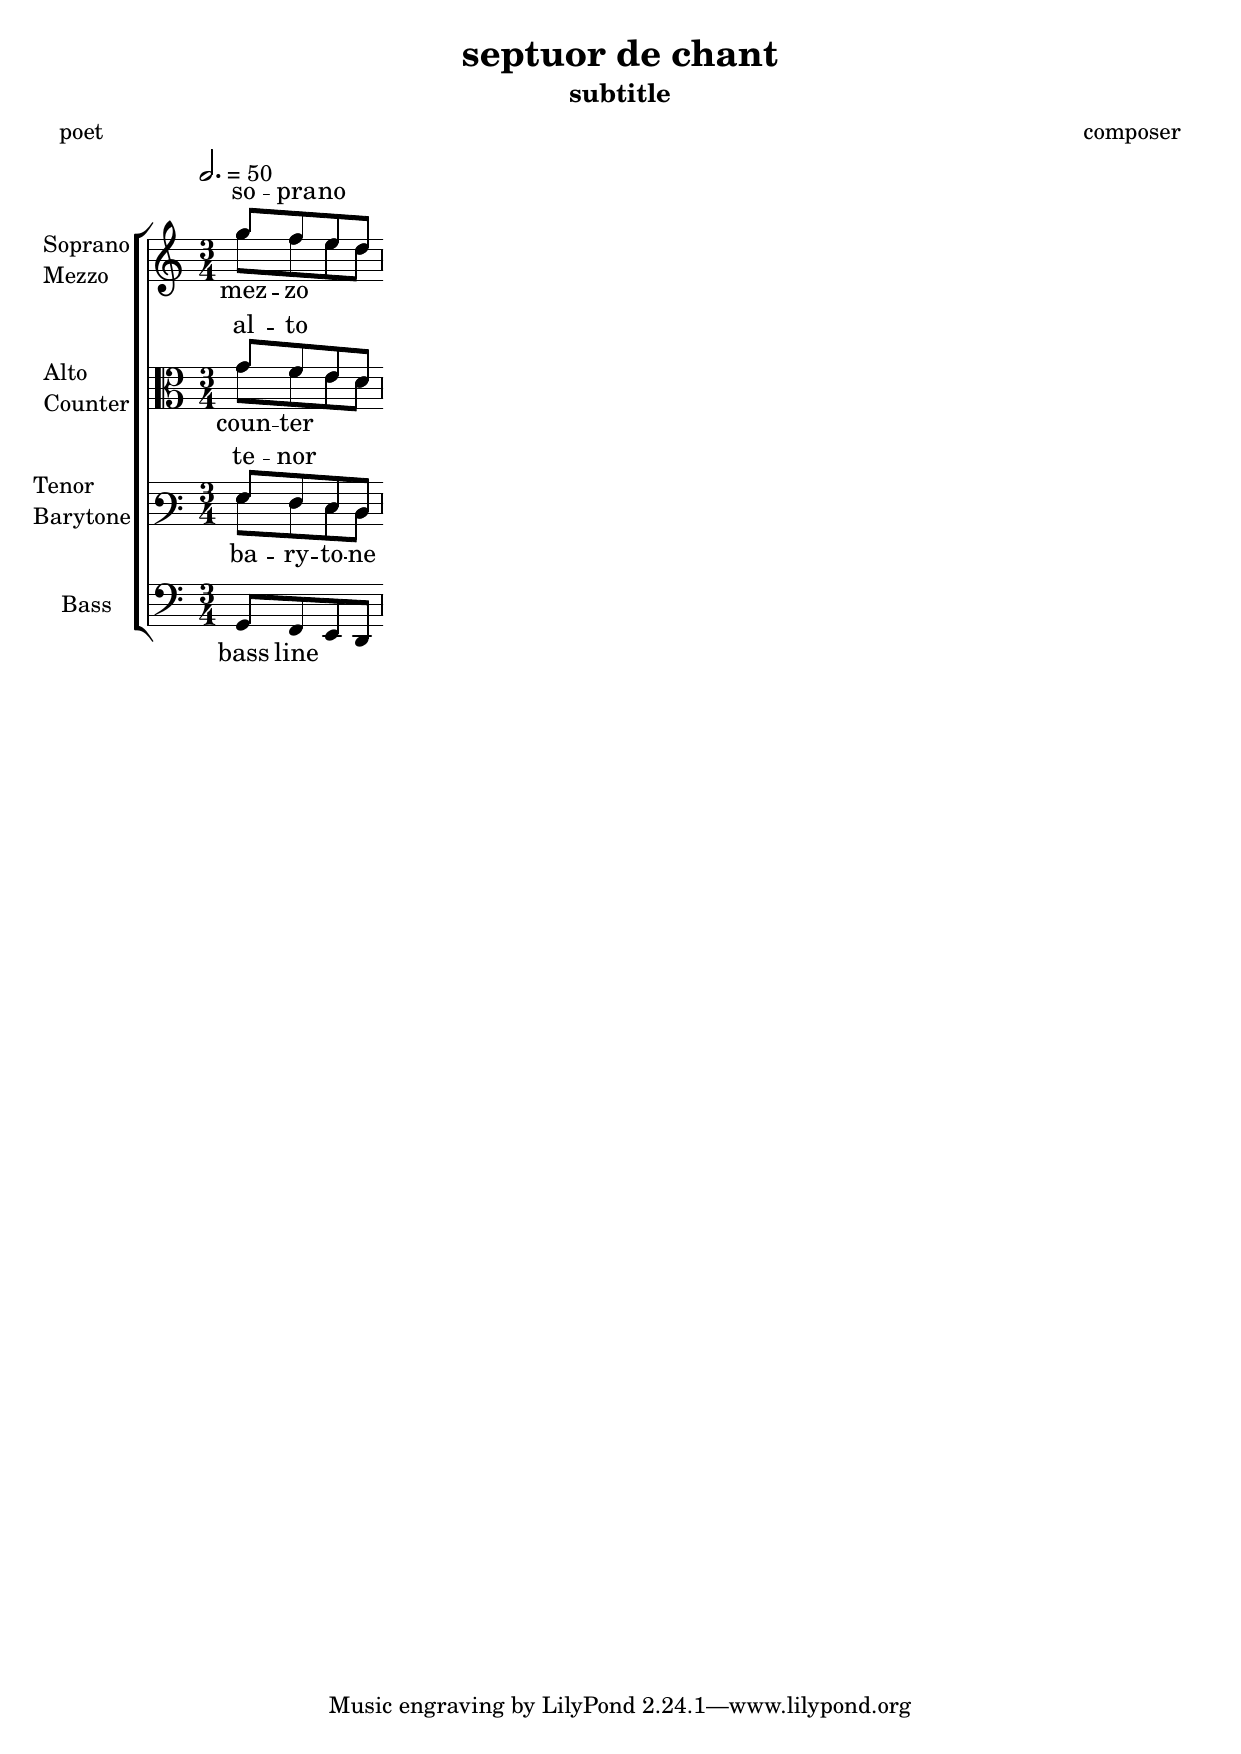 septuor de chant
subtitle
poet composer
= 50
so - prano
Soprano
Mezzo
mez - zo
al - to
Alto
Counter
coun - ter
te - nor
Tenor
Barytone
ba - ry - to - ne
Bass
bass line
Music engraving by LilyPond 2.24.1—www.lilypond.org